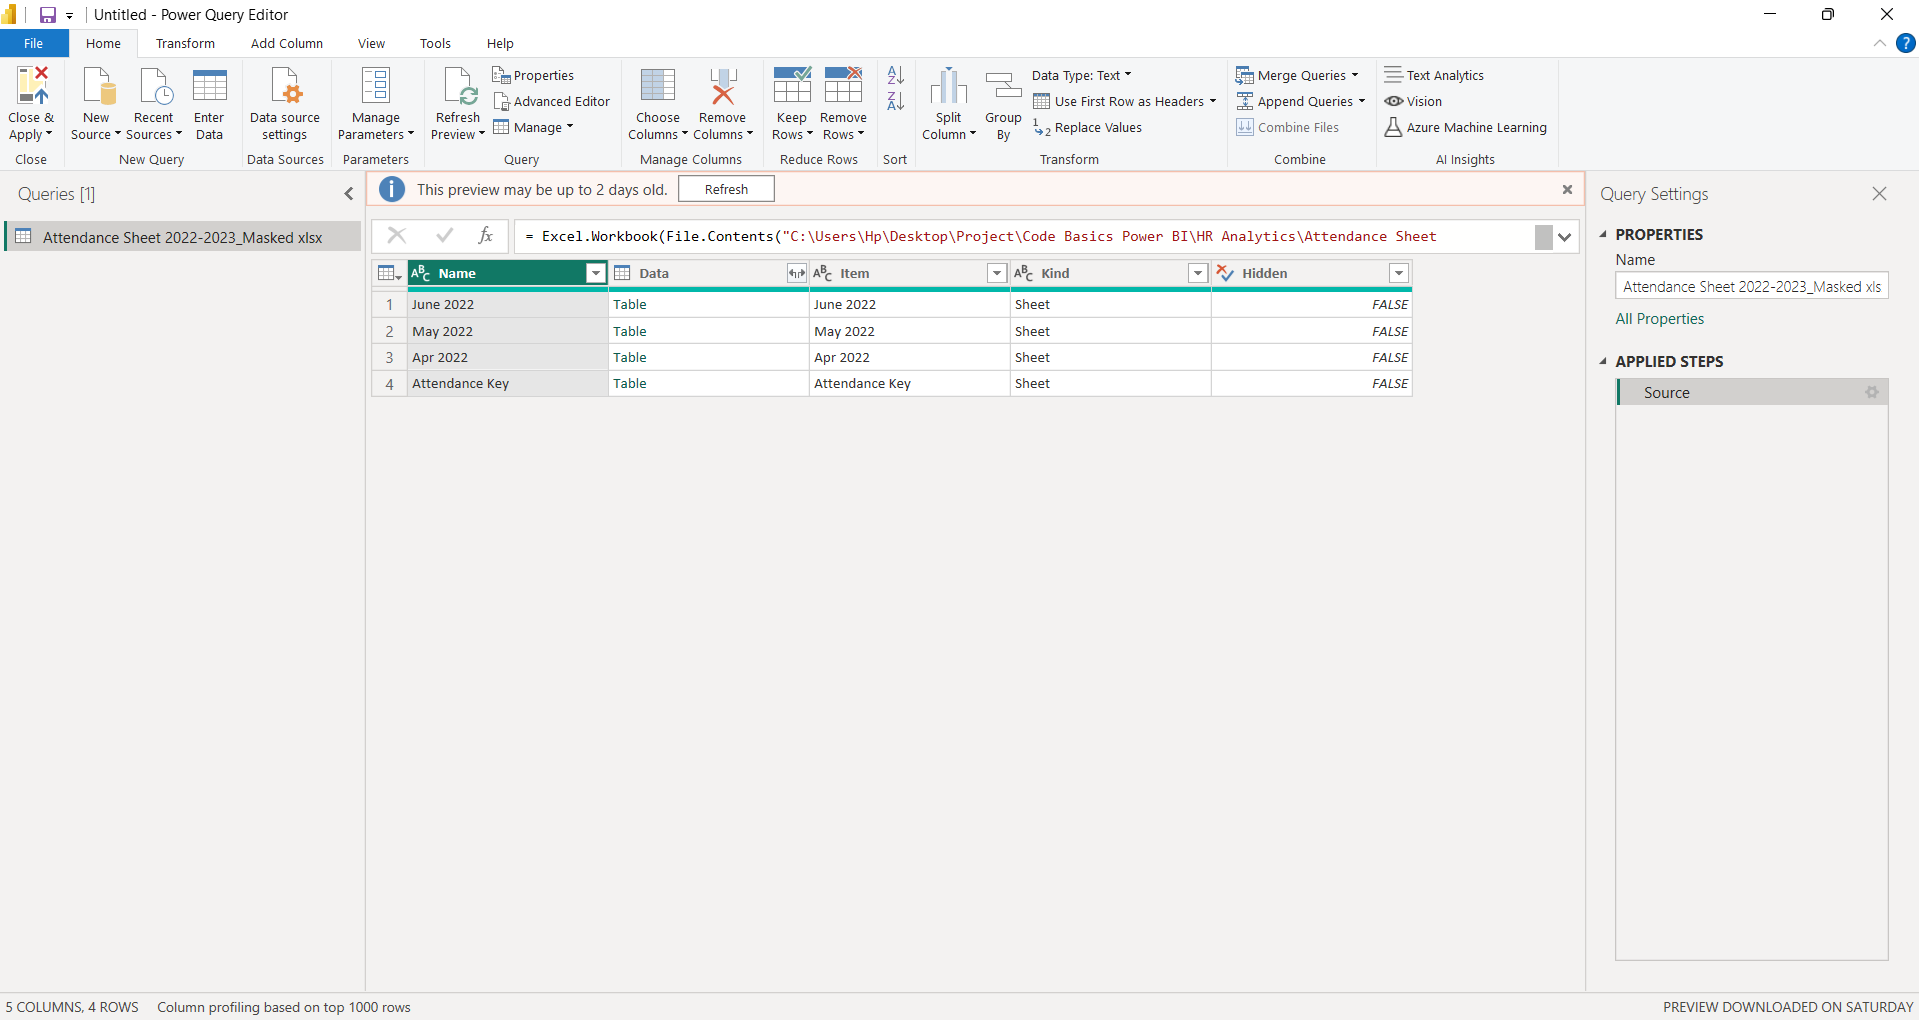 Untitled - Power Query Editor
File Home Transform Add Column View Tools Help
Close & Apply
New Source
Recent Sources
Enter Data
Data source settings
Manage Parameters
Refresh Preview
Properties
Advanced Editor
Manage
Choose Columns
Remove Columns
Keep Rows
Remove Rows
Split Column
Group By
Data Type: Text
Use First Row as Headers
Replace Values
Merge Queries
Append Queries
Combine Files
Text Analytics
Vision
Azure Machine Learning
Close New Query Data Sources Parameters Query Manage Columns Reduce Rows Sort Transform Combine AI Insights
Queries [1]
Attendance Sheet 2022-2023_Masked xlsx
This preview may be up to 2 days old. Refresh
fx = Excel.Workbook(File.Contents("C:\Users\Hp\Desktop\Project\Code Basics Power BI\HR Analytics\Attendance Sheet
ABC Name Data ABC Item ABC Kind Hidden
1 June 2022 Table June 2022 Sheet FALSE
2 May 2022 Table May 2022 Sheet FALSE
3 Apr 2022 Table Apr 2022 Sheet FALSE
4 Attendance Key Table Attendance Key Sheet FALSE
Query Settings
PROPERTIES
Name
Attendance Sheet 2022-2023_Masked xls
All Properties
APPLIED STEPS
Source
5 COLUMNS, 4 ROWS Column profiling based on top 1000 rows
PREVIEW DOWNLOADED ON SATURDAY